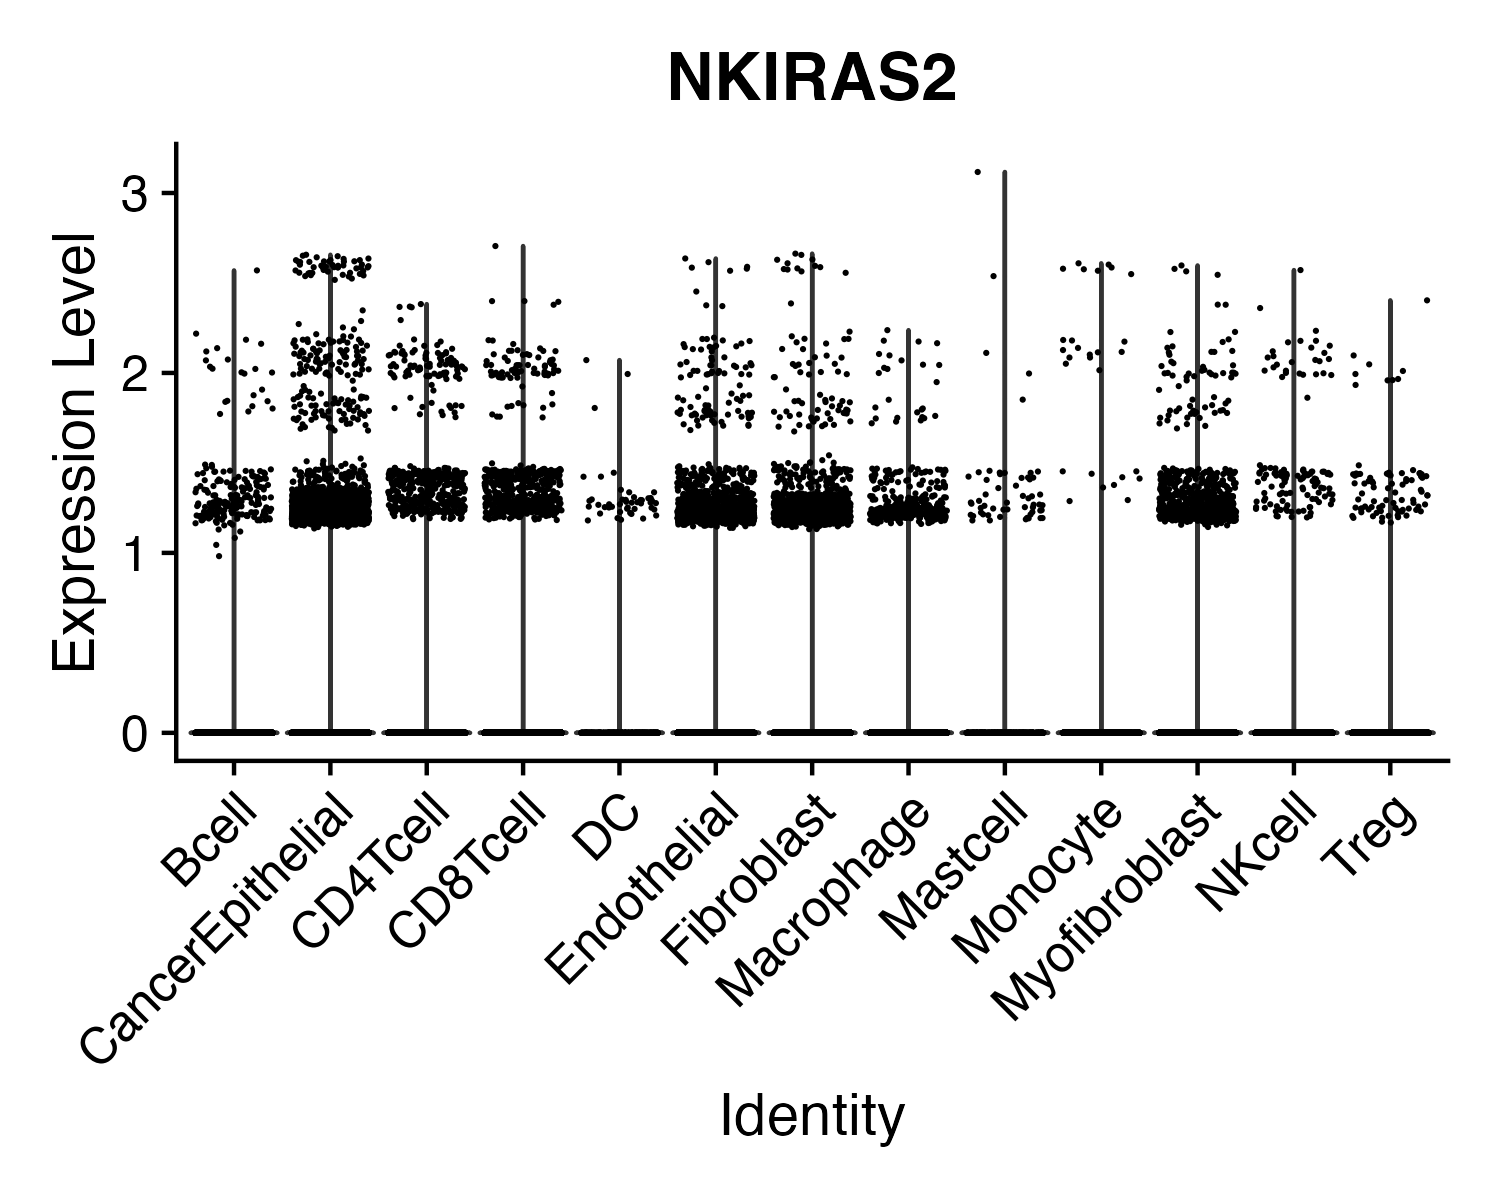 NKIRAS2
Expression Level
3
2
1
0
Bcell
CancerEpithelial
CD4Tcell
CD8Tcell
DC
Endothelial
Fibroblast
Macrophage
Mastcell
Monocyte
Myofibroblast
NKcell
Treg
Identity